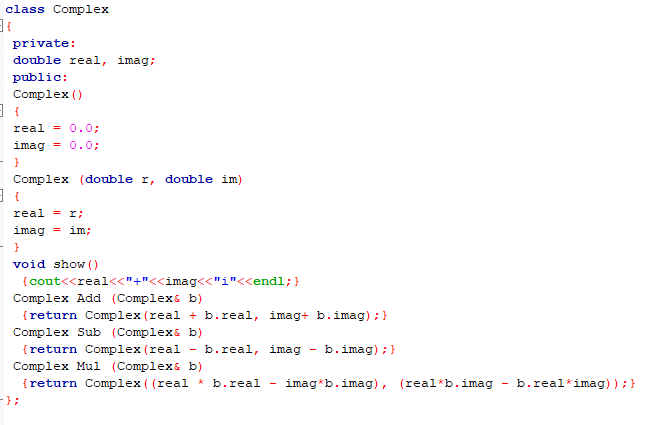 class Complex
{
private:
double real, imag;
public:
Complex()
{
real = 0.0;
imag = 0.0;
}
Complex (double r, double im)
{
real = r;
imag = im;
}
void show()
{cout<<real<<"+"<<imag<<"i"<<endl;}
Complex Add (Complex& b)
{return Complex(real + b.real, imag+ b.imag);}
Complex Sub (Complex& b)
{return Complex(real - b.real, imag - b.imag);}
Complex Mul (Complex& b)
{return Complex((real * b.real - imag*b.imag), (real*b.imag - b.real*imag));}
};